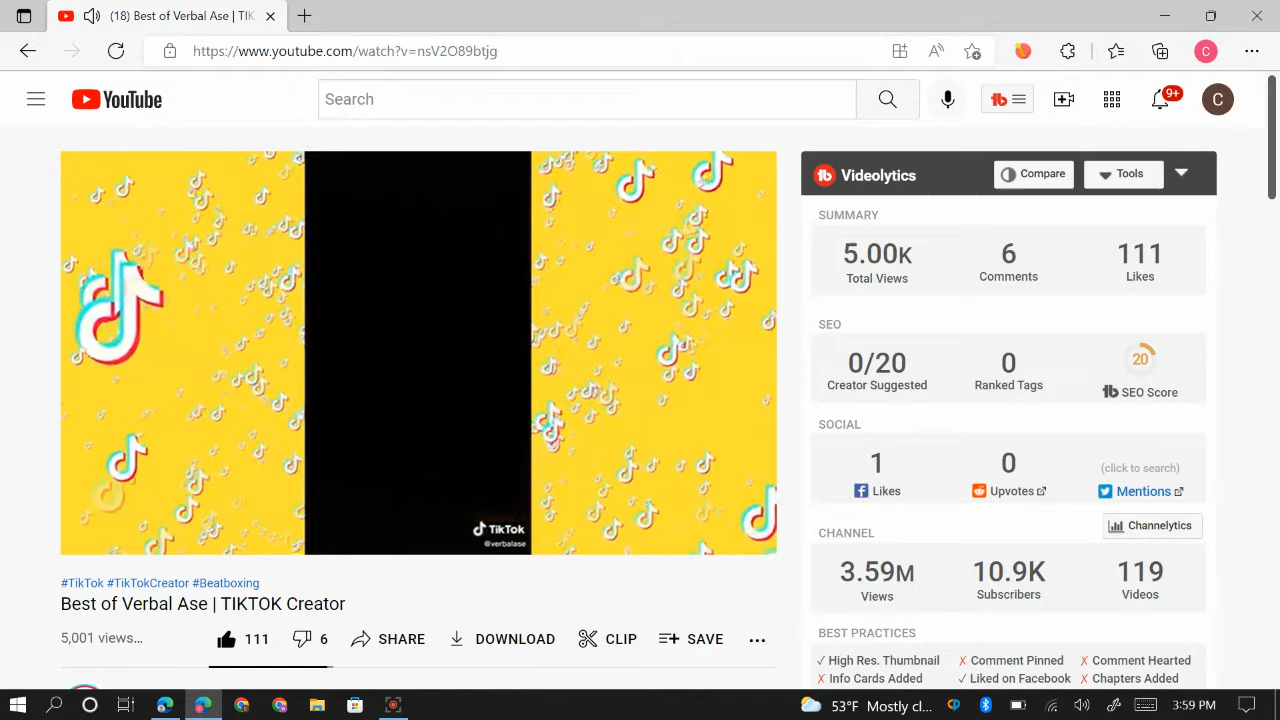 (18) Best of Verbal Ase | TIK
https://www.youtube.com/watch?v=nsV2O89btjg
C
YouTube
Search
9+
C
Videolytics
Compare
Tools
SUMMARY
5.00K
6
111
Total Views
Comments
Likes
SEO
0/20
0
20
Creator Suggested
Ranked Tags
SEO Score
SOCIAL
1
0
(click to search)
Likes
Upvotes
Mentions
Channelytics
CHANNEL
3.59M
10.9K
119
Views
Subscribers
Videos
BEST PRACTICES
✓ High Res. Thumbnail
✗ Comment Pinned
✗ Comment Hearted
✗ Info Cards Added
✓ Liked on Facebook
✗ Chapters Added
TikTok
@verbalase
#TikTok #TikTokCreator #Beatboxing
Best of Verbal Ase | TIKTOK Creator
5,001 views...
111
6
SHARE
DOWNLOAD
CLIP
SAVE
53°F Mostly cl...
3:59 PM